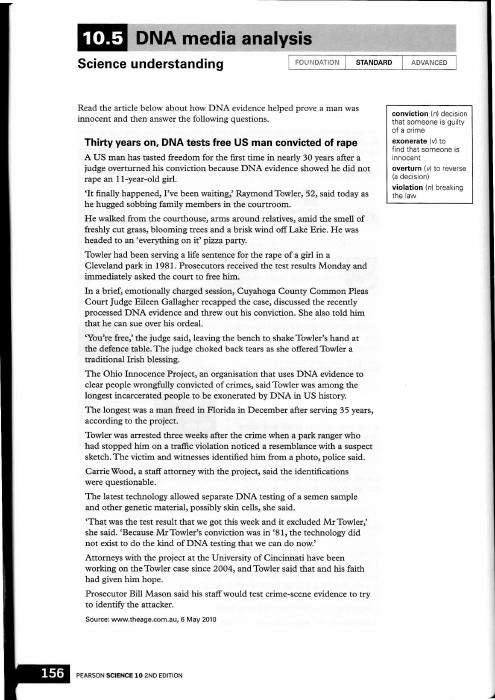 10.5 DNA media analysis
Science understanding
FOUNDATION STANDARD ADVANCED
Read the article below about how DNA evidence helped prove a man was
innocent and then answer the following questions.
Thirty years on, DNA tests free US man convicted of rape
A US man has tasted freedom for the first time in nearly 30 years after a
judge overturned his conviction because DNA evidence showed he did not
rape an 11-year-old girl.
'It finally happened, I've been waiting,' Raymond Towler, 52, said today as
he hugged sobbing family members in the courtroom.
He walked from the courthouse, arms around relatives, amid the smell of
freshly cut grass, blooming trees and a brisk wind off Lake Erie. He was
headed to an 'everything on it' pizza party.
Towler had been serving a life sentence for the rape of a girl in a
Cleveland park in 1981. Prosecutors received the test results Monday and
immediately asked the court to free him.
In a brief, emotionally charged session, Cuyahoga County Common Pleas
Court Judge Eileen Gallagher recapped the case, discussed the recently
processed DNA evidence and threw out his conviction. She also told him
that he can sue over his ordeal.
'You're free,' the judge said, leaving the bench to shake Towler's hand at
the defence table. The judge choked back tears as she offered Towler a
traditional Irish blessing.
The Ohio Innocence Project, an organisation that uses DNA evidence to
clear people wrongfully convicted of crimes, said Towler was among the
longest incarcerated people to be exonerated by DNA in US history.
The longest was a man freed in Florida in December after serving 35 years,
according to the project.
Towler was arrested three weeks after the crime when a park ranger who
had stopped him on a traffic violation noticed a resemblance with a suspect
sketch. The victim and witnesses identified him from a photo, police said.
Carrie Wood, a staff attorney with the project, said the identifications
were questionable.
The latest technology allowed separate DNA testing of a semen sample
and other genetic material, possibly skin cells, she said.
'That was the test result that we got this week and it excluded Mr Towler,'
she said. 'Because Mr Towler's conviction was in '81, the technology did
not exist to do the kind of DNA testing that we can do now.'
Attorneys with the project at the University of Cincinnati have been
working on the Towler case since 2004, and Towler said that and his faith
had given him hope.
Prosecutor Bill Mason said his staff would test crime-scene evidence to try
to identify the attacker.
Source: www.theage.com.au, 6 May 2010
conviction (n) decision
that someone is guilty
of a crime
exonerate (v) to
find that someone is
innocent
overturn (v) to reverse
(a decision)
violation (n) breaking
the law
156 PEARSON SCIENCE 10 2ND EDITION